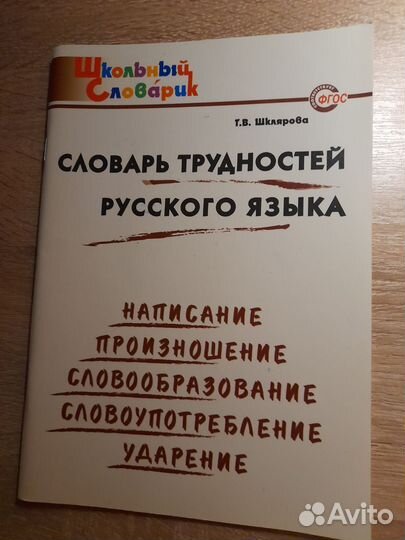 Школьный
Словарик
ФГОС
Т.В. Шклярова
СЛОВАРЬ ТРУДНОСТЕЙ
РУССКОГО ЯЗЫКА
НАПИСАНИЕ
ПРОИЗНОШЕНИЕ
СЛОВООБРАЗОВАНИЕ
СЛОВОУПОТРЕБЛЕНИЕ
УДАРЕНИЕ
Avito